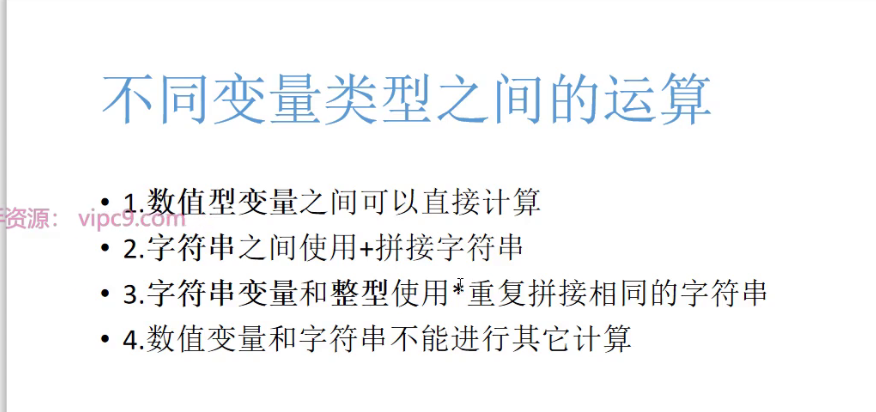 不同变量类型之间的运算
• 1.数值型变量之间可以直接计算
资源： vipc9.com
• 2.字符串之间使用+拼接字符串
• 3.字符串变量和整型使用*重复拼接相同的字符串
• 4.数值变量和字符串不能进行其它计算